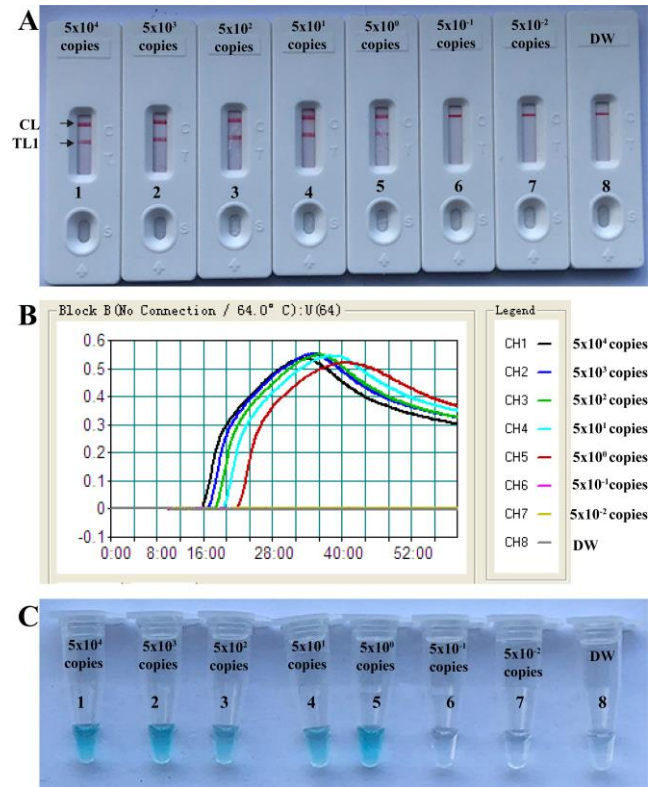 A
5x10⁴ copies
5x10³ copies
5x10² copies
5x10¹ copies
5x10⁰ copies
5x10⁻¹ copies
5x10⁻² copies
DW
CL
TL1
C C C C C C C C
T T T T T T T T
1 2 3 4 5 6 7 8
S S S S S S S S
B
Block B(No Connection / 64.0° C):U(64)
0.6
0.5
0.4
0.3
0.2
0.1
0
-0.1
0:00 8:00 16:00 28:00 40:00 52:00
Legend
CH1 5x10⁴ copies
CH2 5x10³ copies
CH3 5x10² copies
CH4 5x10¹ copies
CH5 5x10⁰ copies
CH6 5x10⁻¹copies
CH7 5x10⁻² copies
CH8 DW
C
5x10⁴ copies
5x10³ copies
5x10² copies
5x10¹ copies
5x10⁰ copies
5x10⁻¹ copies
5x10⁻² copies
DW
1 2 3 4 5 6 7 8